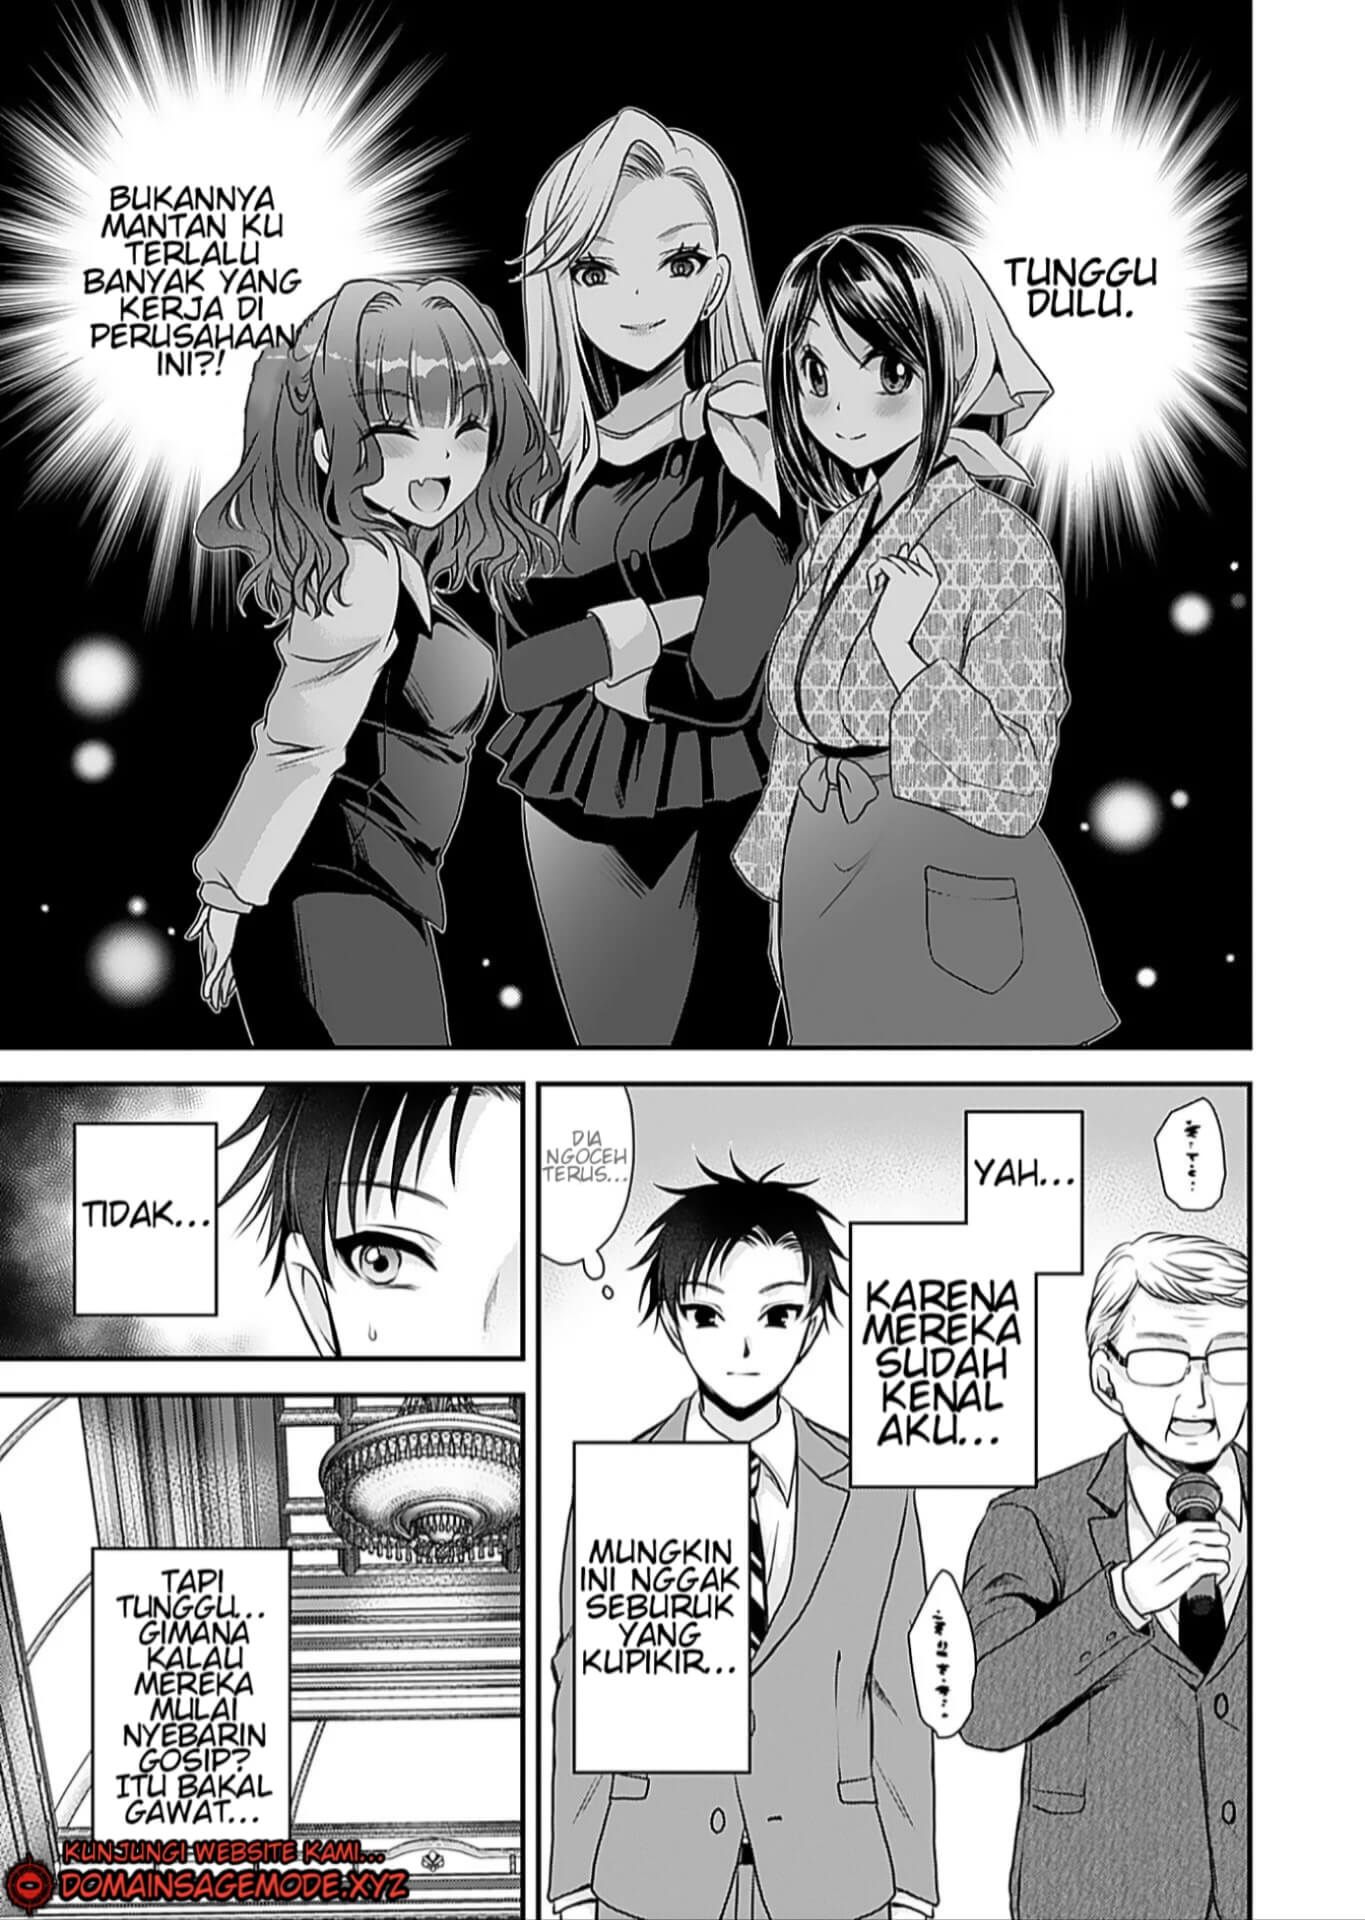 TUNGGU
DULU.
BUKANNYA
MANTAN KU
TERLALU
BANYAK YANG
KERJA DI
PERUSAHAAN
INI?!
YAH...
KARENA
MEREKA
SUDAH
KENAL
AKU...
DIA
NGOCEH
TERUS...
MUNGKIN
INI NGGAK
SEBURUK
YANG
KUPIKIR...
TIDAK...
TAPI
TUNGGU...
GIMANA
KALAU
MEREKA
MULAI
NYEBARIN
GOSIP?
ITU BAKAL
GAWAT...
KUNJUNGI WEBSITE KAMI...
DOMAINSAGEMODE.XYZ